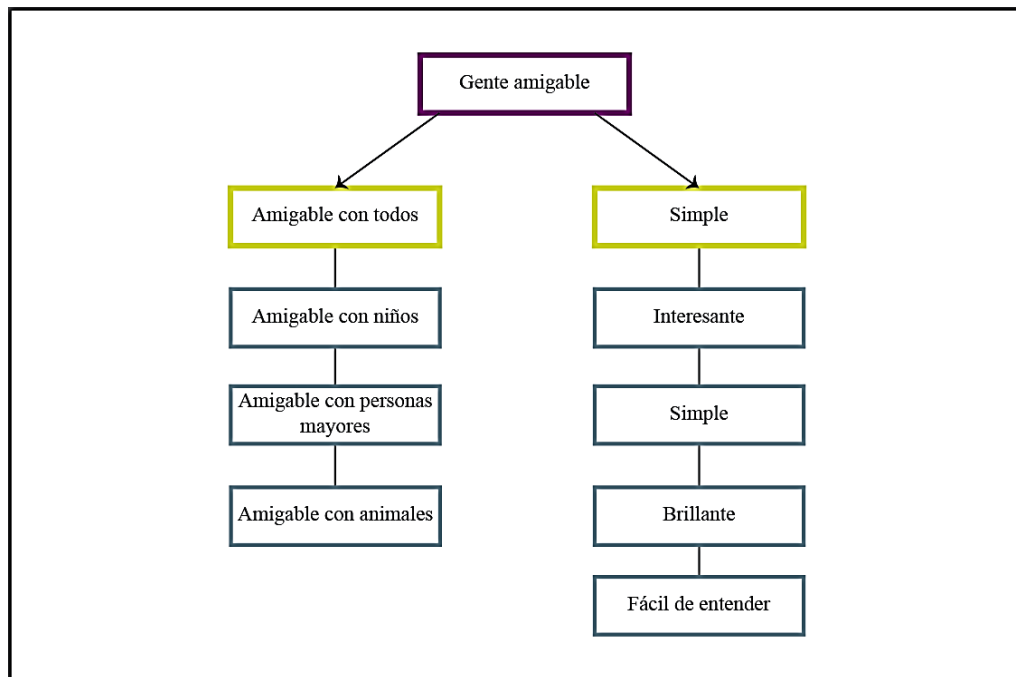 Gente amigable
Amigable con todos
Simple
Amigable con niños
Interesante
Amigable con personas
mayores
Simple
Amigable con animales
Brillante
Fácil de entender